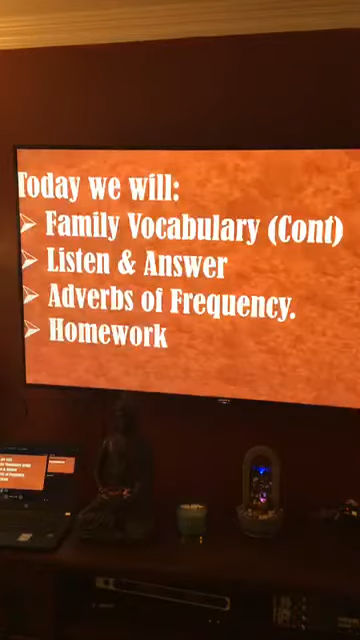 Today we will:
Family Vocabulary (Cont)
Listen & Answer
Adverbs of Frequency.
Homework